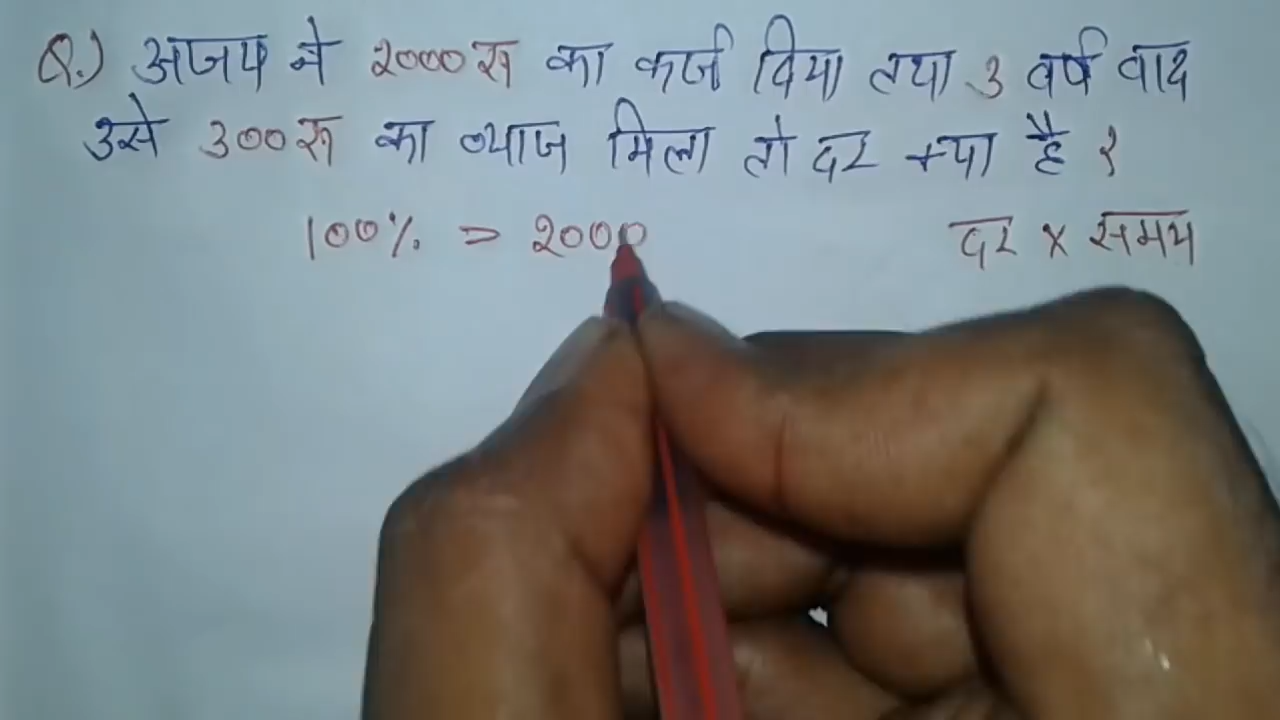 Q.) अजय ने 2000रु का कर्ज दिया तथा 3 वर्ष बाद
उसे 300रु का ब्याज मिला तो दर क्या है ?
100% = 2000
दर x समय